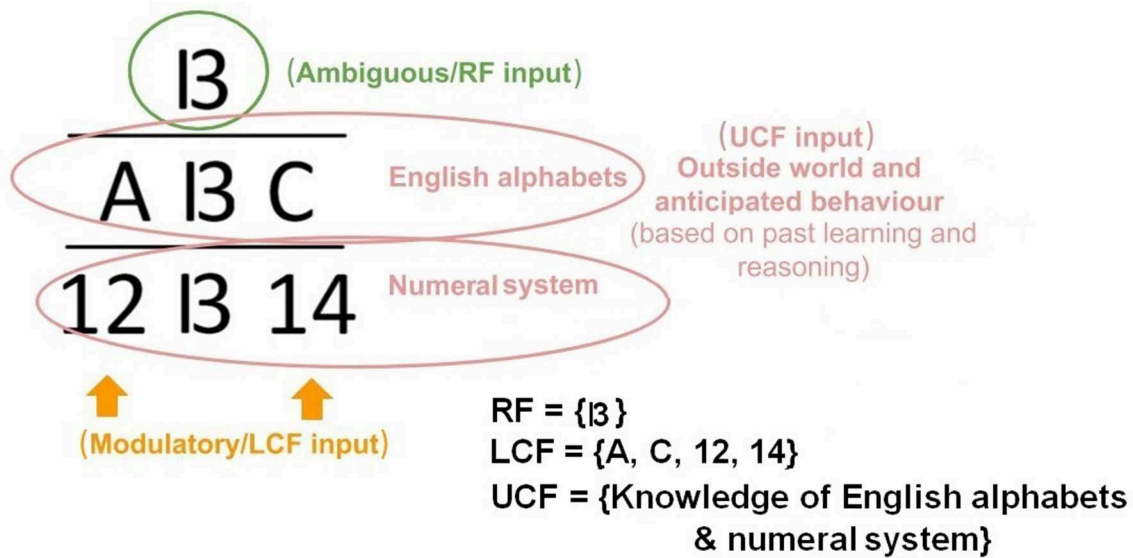 I3
(Ambiguous/RF input)
A I3 C
English alphabets
12 I3 14
Numeral system
(UCF input)
Outside world and
anticipated behaviour
(based on past learning and
reasoning)
(Modulatory/LCF input)
RF = {I3}
LCF = {A, C, 12, 14}
UCF = {Knowledge of English alphabets
& numeral system}